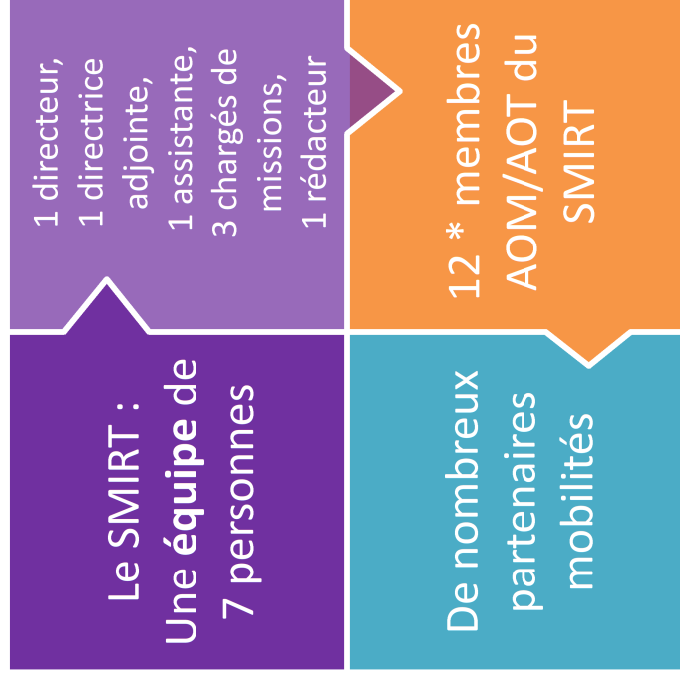 Le SMIRT :
Une équipe de
7 personnes
1 directeur,
1 directrice
adjointe,
1 assistante,
3 chargés de
missions,
1 rédacteur
12 * membres
AOM/AOT du
SMIRT
De nombreux
partenaires
mobilités